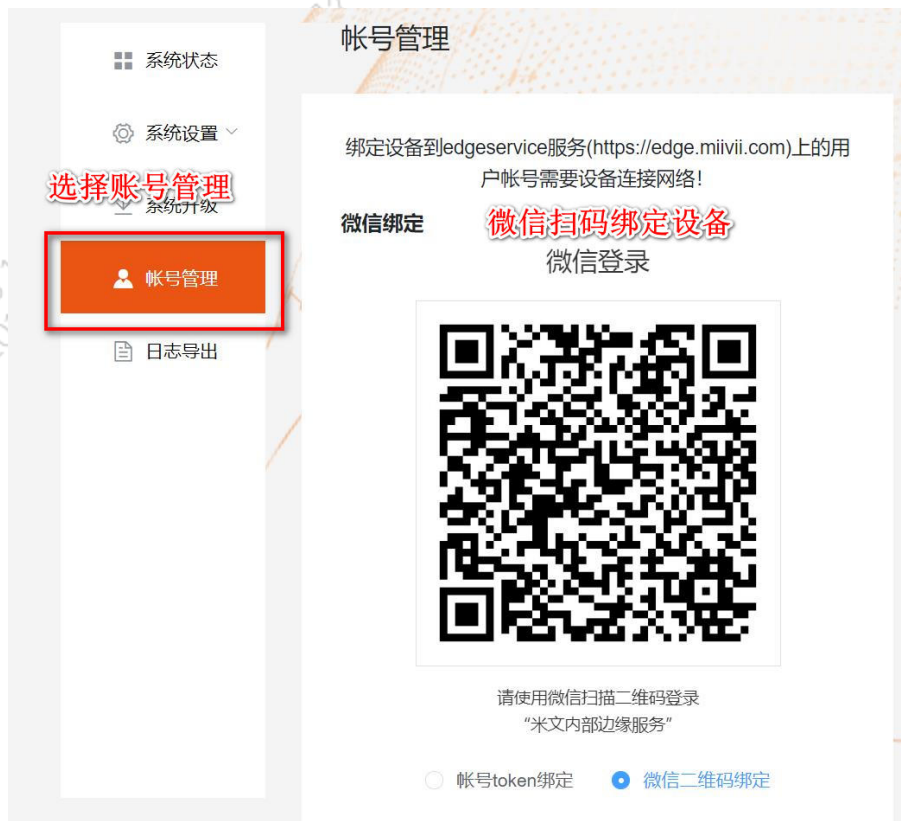 帐号管理
系统状态
系统设置
选择账号管理
系统升级
帐号管理
日志导出
绑定设备到edgeservice服务(https://edge.miivii.com)上的用
户帐号需要设备连接网络！
微信绑定
微信扫码绑定设备
微信登录
请使用微信扫描二维码登录
“米文内部边缘服务”
帐号token绑定
微信二维码绑定